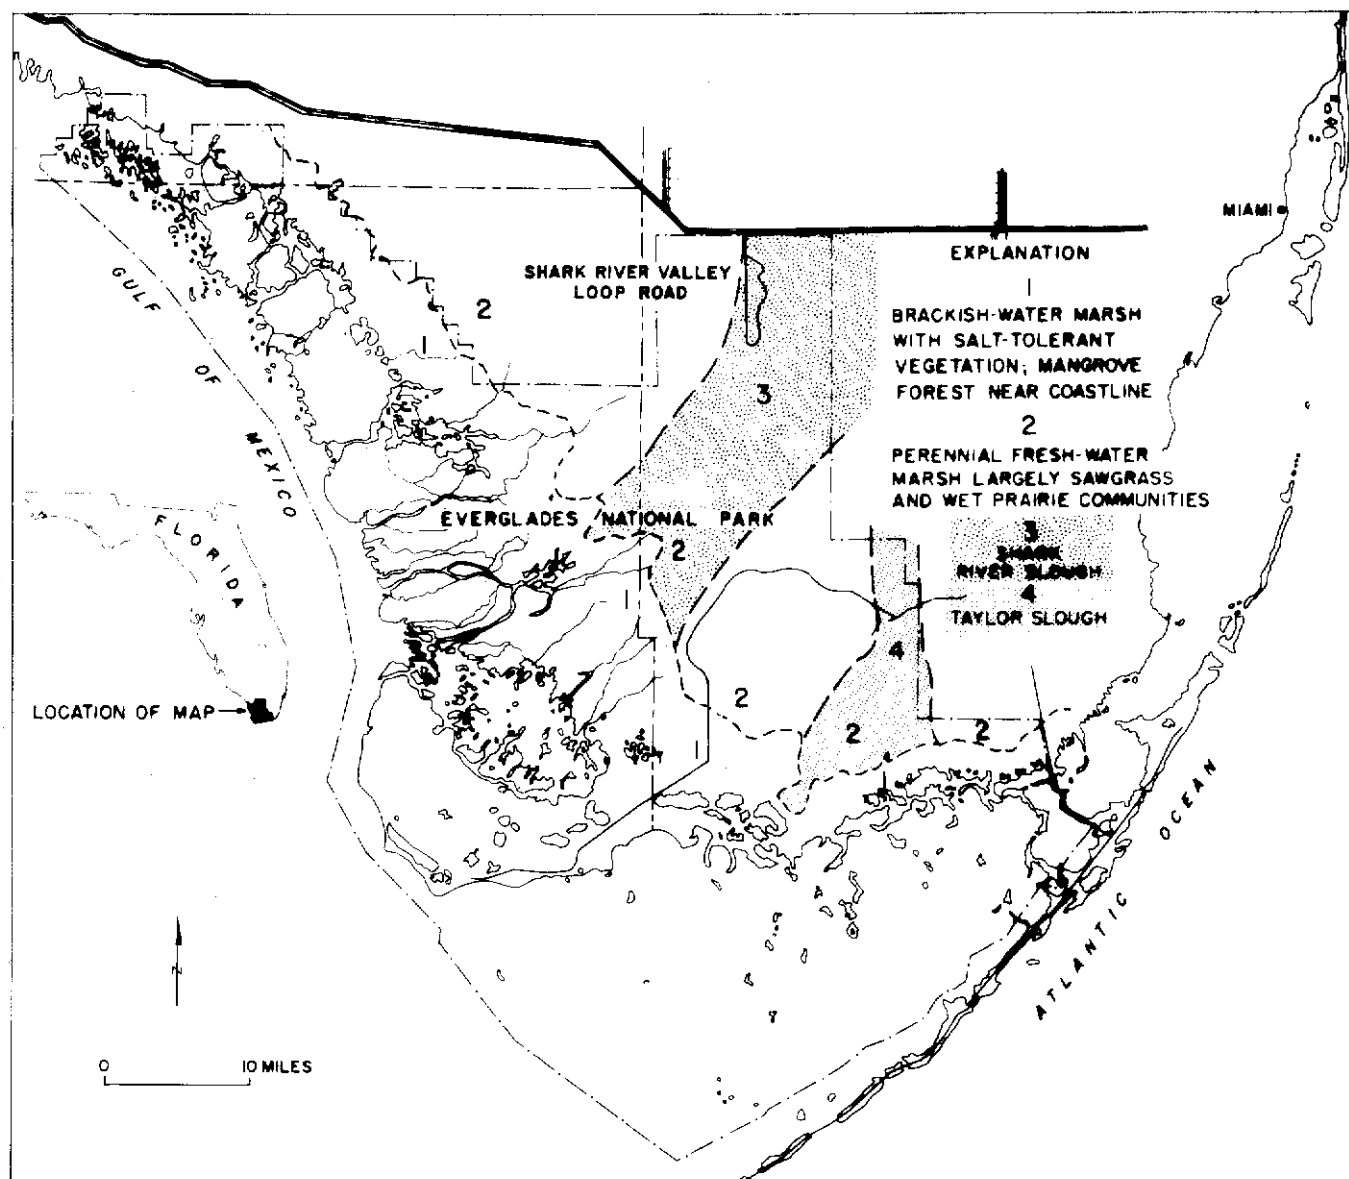 MIAMI
EXPLANATION
1
BRACKISH-WATER MARSH
WITH SALT-TOLERANT
VEGETATION; MANGROVE
FOREST NEAR COASTLINE
2
PERENNIAL FRESH-WATER
MARSH LARGELY SAWGRASS
AND WET PRAIRIE COMMUNITIES
3
SHARK
RIVER SLOUGH
4
TAYLOR SLOUGH
SHARK RIVER VALLEY
LOOP ROAD
GULF OF MEXICO
2
1
3
EVERGLADES NATIONAL PARK
2
FLORIDA
1
4
LOCATION OF MAP
2
2
2
1
ATLANTIC OCEAN
N
0 10 MILES